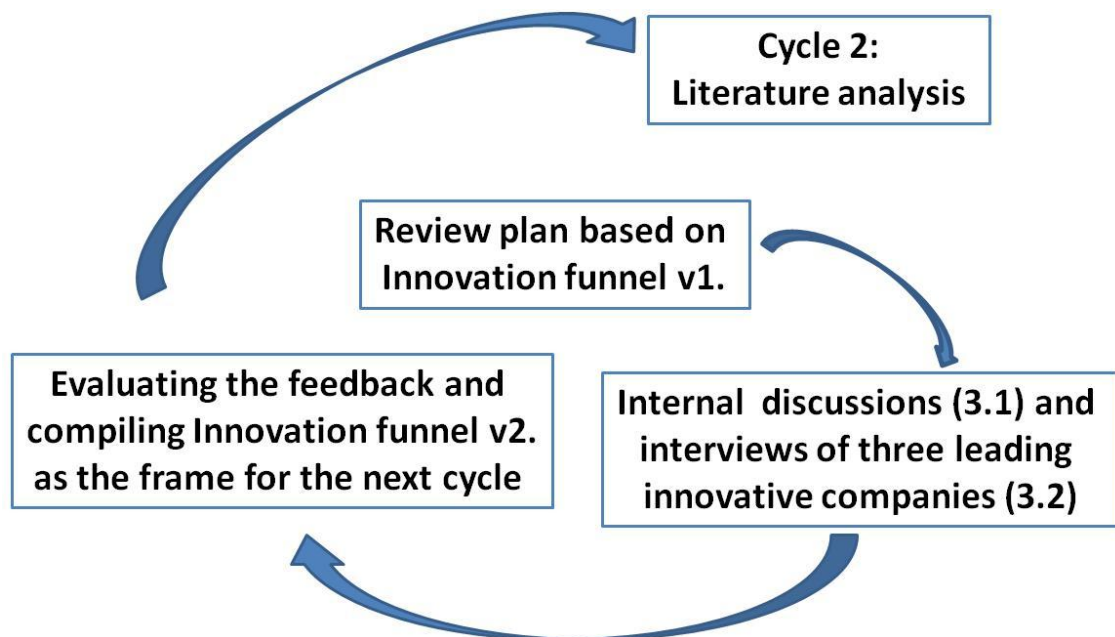 Cycle 2:
Literature analysis
Review plan based on
Innovation funnel v1.
Evaluating the feedback and
compiling Innovation funnel v2.
as the frame for the next cycle
Internal discussions (3.1) and
interviews of three leading
innovative companies (3.2)